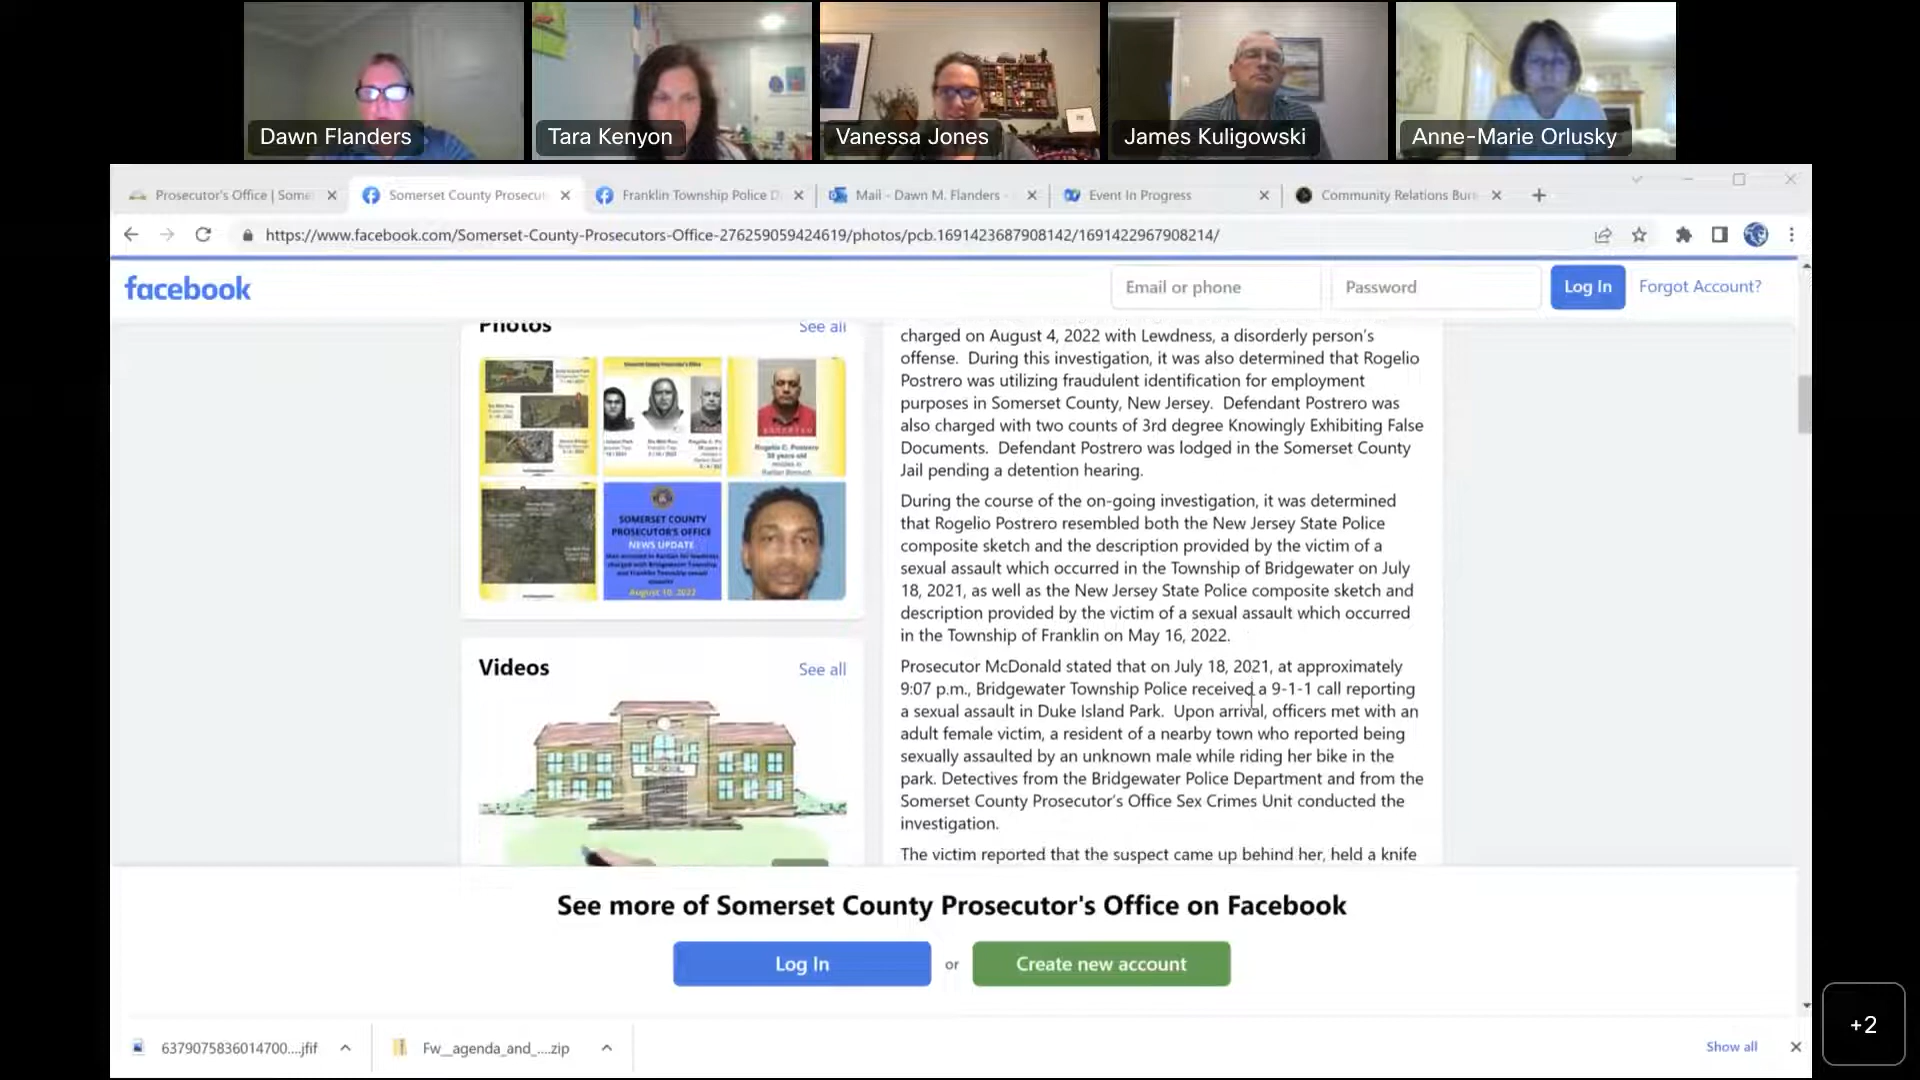 Dawn Flanders
Tara Kenyon
Vanessa Jones
James Kuligowski
Anne-Marie Orlusky
Prosecutor's Office | Somer
Somerset County Prosecuto
Franklin Township Police D
Mail - Dawn M. Flanders -
Event In Progress
Community Relations Bur
https://www.facebook.com/Somerset-County-Prosecutors-Office-276259059424619/photos/pcb.1691423687908142/1691422967908214/
facebook
Email or phone
Password
Log In
Forgot Account?
Photos
See all
SOMERSET COUNTY
PROSECUTOR'S OFFICE
NEWS UPDATE
August 10, 2022
Videos
See all
charged on August 4, 2022 with Lewdness, a disorderly person's
offense. During this investigation, it was also determined that Rogelio
Postrero was utilizing fraudulent identification for employment
purposes in Somerset County, New Jersey. Defendant Postrero was
also charged with two counts of 3rd degree Knowingly Exhibiting False
Documents. Defendant Postrero was lodged in the Somerset County
Jail pending a detention hearing.
During the course of the on-going investigation, it was determined
that Rogelio Postrero resembled both the New Jersey State Police
composite sketch and the description provided by the victim of a
sexual assault which occurred in the Township of Bridgewater on July
18, 2021, as well as the New Jersey State Police composite sketch and
description provided by the victim of a sexual assault which occurred
in the Township of Franklin on May 16, 2022.
Prosecutor McDonald stated that on July 18, 2021, at approximately
9:07 p.m., Bridgewater Township Police received a 9-1-1 call reporting
a sexual assault in Duke Island Park. Upon arrival, officers met with an
adult female victim, a resident of a nearby town who reported being
sexually assaulted by an unknown male while riding her bike in the
park. Detectives from the Bridgewater Police Department and from the
Somerset County Prosecutor's Office Sex Crimes Unit conducted the
investigation.
The victim reported that the suspect came up behind her, held a knife
See more of Somerset County Prosecutor's Office on Facebook
Log In
or
Create new account
6379075836014700....jfif
Fw__agenda_and_....zip
Show all
+2